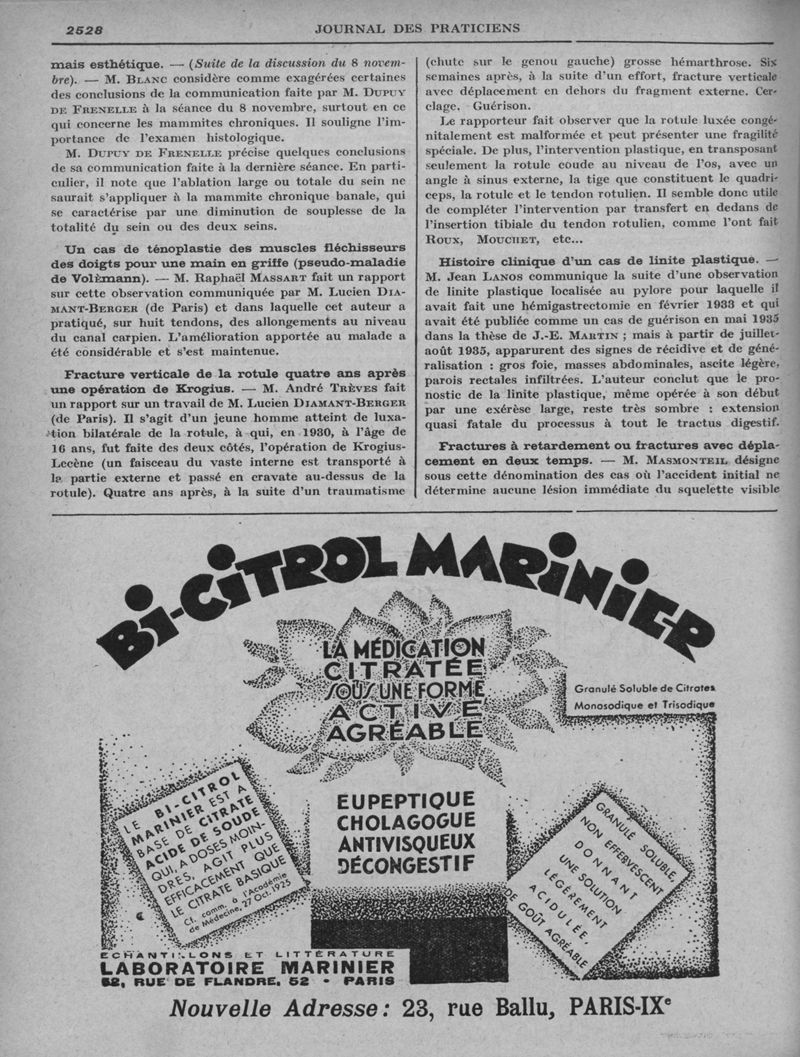 2528
JOURNAL DES PRATICIENS
mais esthétique. — (Suite de la discussion du 8 novem-
bre). — M. BLANC considère comme exagérées certaines
des conclusions de la communication faite par M. DUPUY
DE FRENELLE à la séance du 8 novembre, surtout en ce
qui concerne les mammites chroniques. Il souligne l'im-
portance de l'examen histologique.
M. DUPUY DE FRENELLE précise quelques conclusions
de sa communication faite à la dernière séance. En parti-
culier, il note que l'ablation large ou totale du sein ne
saurait s'appliquer à la mammite chronique banale, qui
se caractérise par une diminution de souplesse de la
totalité du sein ou des deux seins.
Un cas de ténoplastie des muscles fléchisseurs
des doigts pour une main en griffe (pseudo-maladie
de Volkmann). — M. Raphaël MASSART fait un rapport
sur cette observation communiquée par M. Lucien DIA-
MANT-BERGER (de Paris) et dans laquelle cet auteur a
pratiqué, sur huit tendons, des allongements au niveau
du canal carpien. L'amélioration apportée au malade a
été considérable et s'est maintenue.
Fracture verticale de la rotule quatre ans après
une opération de Krogius. — M. André TRÈVES fait
un rapport sur un travail de M. Lucien DIAMANT-BERGER
(de Paris). Il s'agit d'un jeune homme atteint de luxa-
tion bilatérale de la rotule, à qui, en 1930, à l'âge de
16 ans, fut faite des deux côtés, l'opération de Krogius-
Lecène (un faisceau du vaste interne est transporté à
la partie externe et passé en cravate au-dessus de la
rotule). Quatre ans après, à la suite d'un traumatisme
(chute sur le genou gauche) grosse hémarthrose. Six
semaines après, à la suite d'un effort, fracture verticale
avec déplacement en dehors du fragment externe. Cer-
clage. Guérison.
Le rapporteur fait observer que la rotule luxée congé-
nitalement est malformée et peut présenter une fragilité
spéciale. De plus, l'intervention plastique, en transposant
seulement la rotule coude au niveau de l'os, avec un
angle à sinus externe, la tige que constituent le quadri-
ceps, la rotule et le tendon rotulien. Il semble donc utile
de compléter l'intervention par transfert en dedans de
l'insertion tibiale du tendon rotulien, comme l'ont fait
ROUX, MOUCHET, etc...
Histoire clinique d'un cas de linite plastique. —
M. Jean LANOS communique la suite d'une observation
de linite plastique localisée au pylore pour laquelle il
avait fait une hémigastrectomie en février 1933 et qui
avait été publiée comme un cas de guérison en mai 1935
dans la thèse de J.-E. MARTIN ; mais à partir de juillet-
août 1935, apparurent des signes de récidive et de géné-
ralisation : gros foie, masses abdominales, ascite légère,
parois rectales infiltrées. L'auteur conclut que le pro-
nostic de la linite plastique, même opérée à son début
par une exérèse large, reste très sombre : extension
quasi fatale du processus à tout le tractus digestif.
Fractures à retardement ou fractures avec dépla-
cement en deux temps. — M. MASMONTEIL désigne
sous cette dénomination des cas où l'accident initial ne
détermine aucune lésion immédiate du squelette visible
BI-CITROL MARINIER
LA MÉDICATION
CITRATÉE
SOUS UNE FORME
ACTIVE
AGRÉABLE
Granulé Soluble de Citrates
Monosodique et Trisodique
LE BI-CITROL
MARINIER EST A
BASE DE CITRATE
ACIDE DE SOUDE
QUI, A DOSES MOIN-
DRES, AGIT PLUS
EFFICACEMENT QUE
LE CITRATE BASIQUE
Ct. comm. à l'Académie
de Médecine, 27 Oct. 1925
EUPEPTIQUE
CHOLAGOGUE
ANTIVISQUEUX
DÉCONGESTIF
GRANULÉ SOLUBLE
NON EFFERVESCENT
DONNANT
UNE SOLUTION
LÉGÈREMENT
ACIDULÉE
DE GOÛT AGRÉABLE
ECHANTILLONS ET LITTÉRATURE
LABORATOIRE MARINIER
52, RUE DE FLANDRE, 52 - PARIS
Nouvelle Adresse : 23, rue Ballu, PARIS-IXe